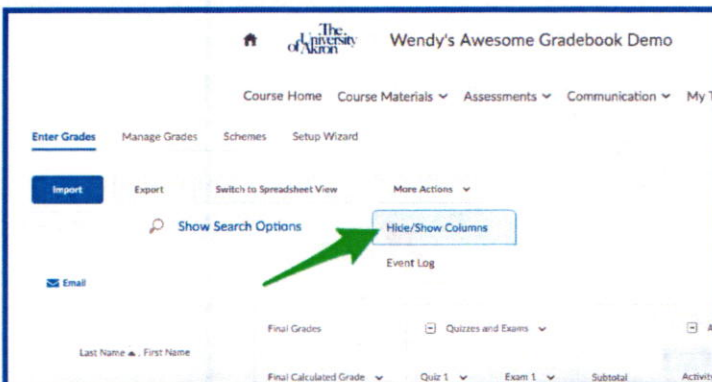 The
University
of Akron
Wendy's Awesome Gradebook Demo
Course Home Course Materials Assessments Communication My T
Enter Grades Manage Grades Schemes Setup Wizard
Import Export Switch to Spreadsheet View More Actions
Show Search Options Hide/Show Columns
Event Log
Email
Final Grades Quizzes and Exams A
Last Name , First Name
Final Calculated Grade Quiz 1 Exam 1 Subtotal Activity